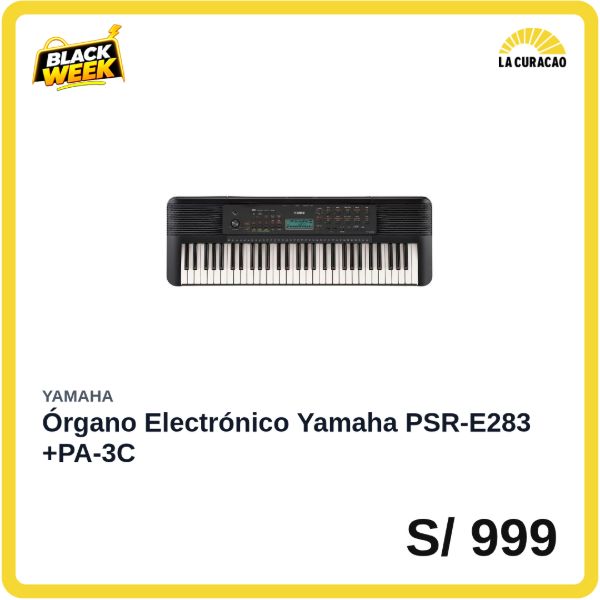 BLACK
WEEK
LA CURACAO
YAMAHA
Órgano Electrónico Yamaha PSR-E283
+PA-3C
S/ 999